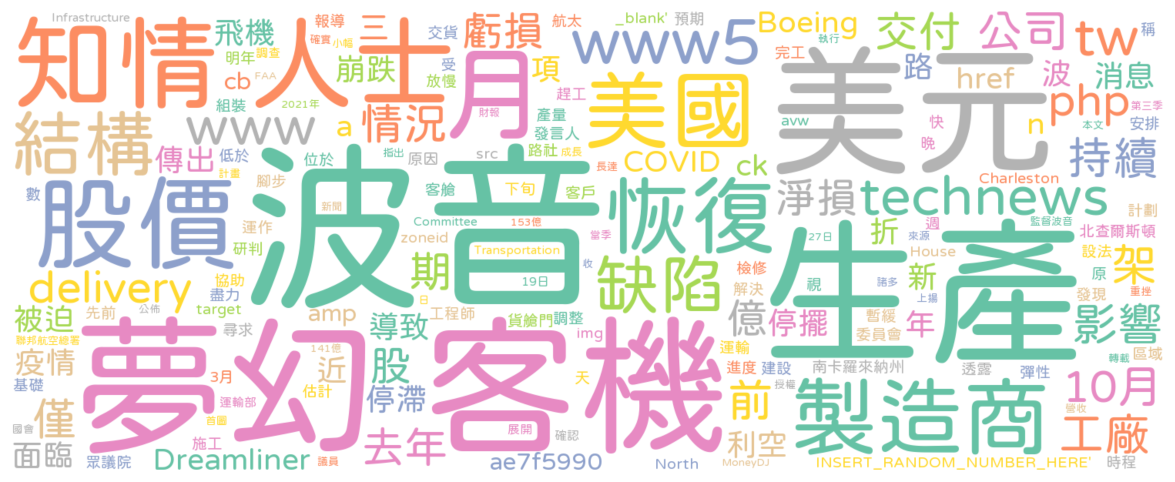 Infrastructure
知情人士
飛機
報導
三
確實
小幅
明年
調查
cb
FAA
崩跌
交貨
受
放慢
虧損
航太
月
項
_blank'
預期
www5
Boeing
完工
執行
交付
公司
tw
稱
路
href
波
消息
php
第三季
組裝
2021年
結構
www
a
情況
財報
趕工
產量
發言人
美國
美元
avw
快
晚
n
本文
安排
持續
傳出
低於
計畫
位於
指出
原因
src
路社
成長
長達
COVID
ck
淨損
Charleston
technews
數
股價
腳步
波音
客艙
下旬
客戶
恢復
生產
週
計劃
運作
新聞
Committee
153億
當季
折
27日
來源
監督波音
北查爾斯頓
研判
zoneid
Transportation
House
設法
架
delivery
協助
盡力
期
19日
收
缺陷
檢修
視
新
諸多
原
發現
上揚
重挫
被迫
先前
公佈
target
amp
日
工程師
貨艙門
調整
解決
億
停擺
暫緩
委員會
年
影響
聯邦航空總署
尋求
導致
img
夢幻客機
疫情
141億
近
股
運輸
進度
建設
南卡羅來納州
透露
彈性
轉載
區域
基礎
3月
運輸部
估計
停滯
天
授權
前
製造商
10月
營收
僅
首圖
國會
施工
去年
展開
確認
利空
工廠
面臨
眾議院
Dreamliner
議員
ae7f5990
North
MoneyDJ
INSERT_RANDOM_NUMBER_HERE'
時程